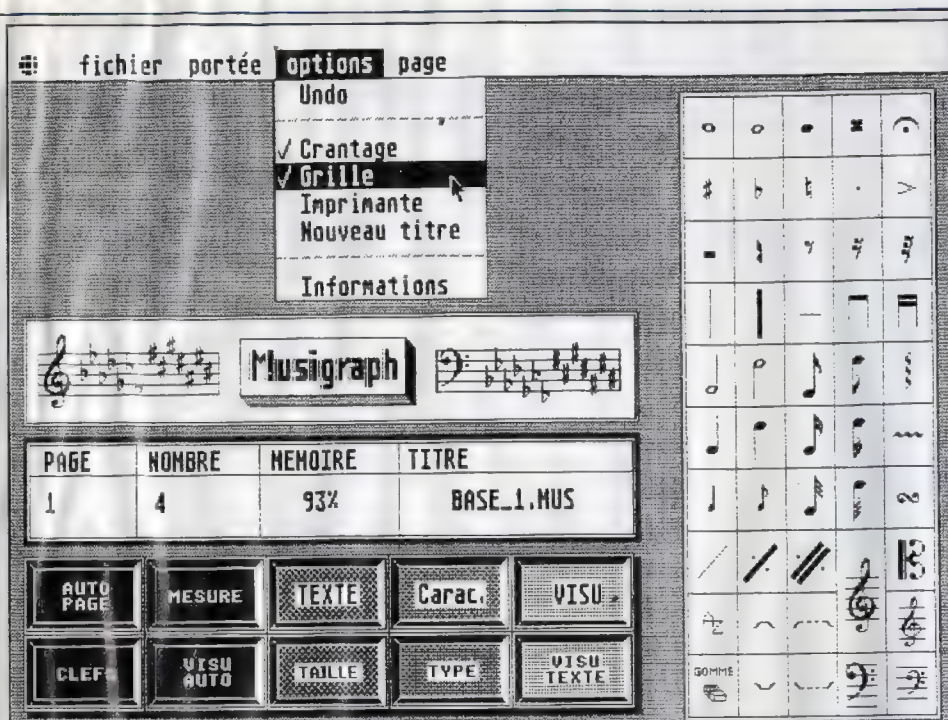 fichier portée options page
Undo
Crantage
Grille
Imprimante
Nouveau titre
Informations
Musigraph
PAGE NOMBRE MEMOIRE TITRE
1 4 93% BASE_1.MUS
AUTO PAGE
MESURE
TEXTE
Carac.
VISU
CLEFS
VISU AUTO
TAILLE
TYPE
VISU TEXTE
GOMME